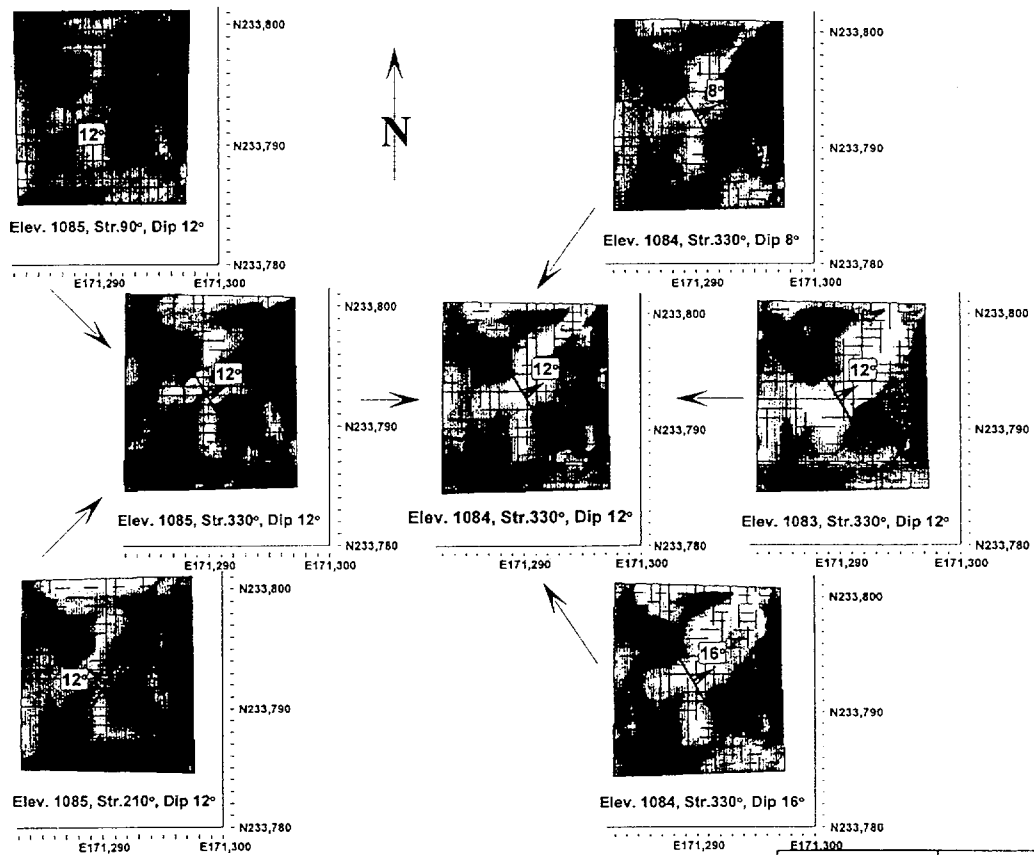 N233,800
12°
N233,790
Elev. 1085, Str.90°, Dip 12°
N233,780
E171,290
E171,300
N
N233,800
8°
N233,790
Elev. 1084, Str.330°, Dip 8°
N233,780
E171,290
E171,300
N233,800
12°
N233,790
Elev. 1085, Str.330°, Dip 12°
N233,780
E171,290
E171,300
N233,800
12°
N233,790
Elev. 1084, Str.330°, Dip 12°
N233,780
E171,290
E171,300
N233,800
12°
N233,790
Elev. 1083, Str.330°, Dip 12°
N233,780
E171,290
E171,300
N233,800
12°
N233,790
Elev. 1085, Str.210°, Dip 12°
N233,780
E171,290
E171,300
N233,800
16°
N233,790
Elev. 1084, Str.330°, Dip 16°
N233,780
E171,290
E171,300